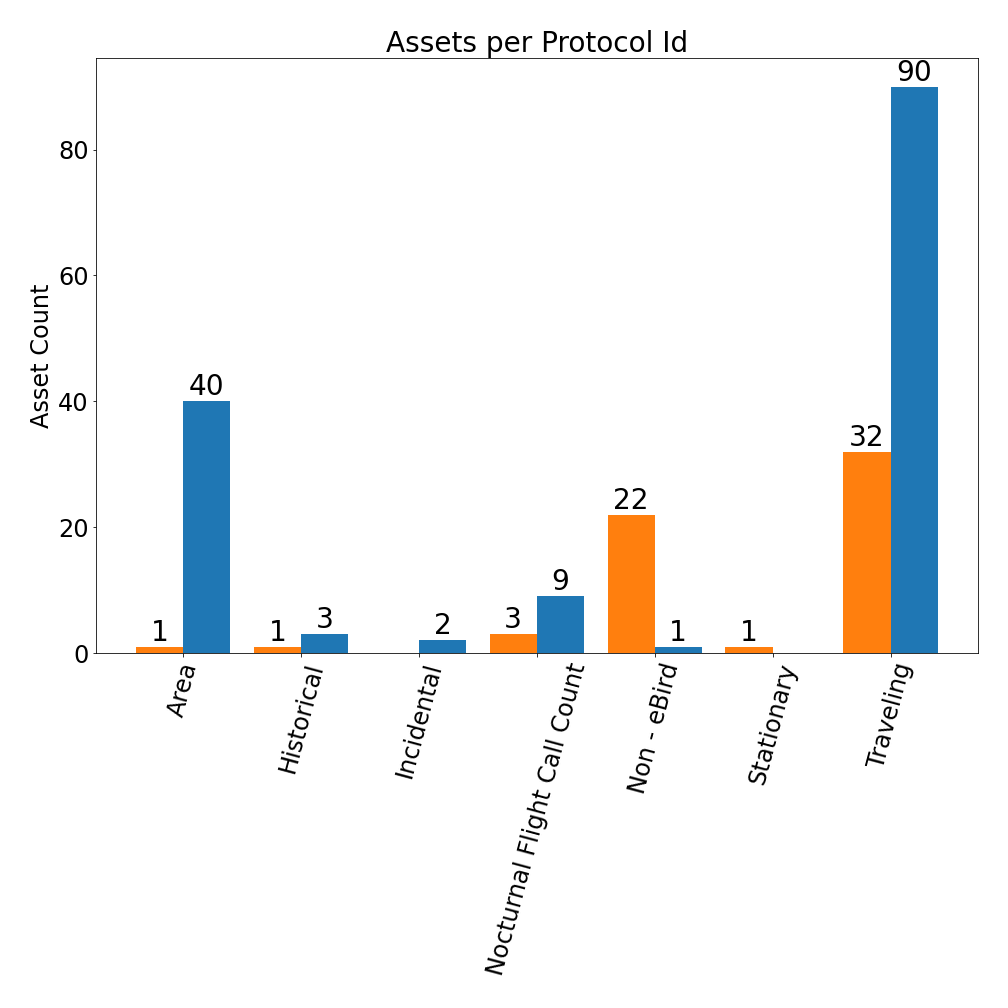 Assets per Protocol Id
Asset Count
80
60
40
20
0
1
40
1
3
2
3
9
22
1
1
32
90
Area
Historical
Incidental
Nocturnal Flight Call Count
Non - eBird
Stationary
Traveling